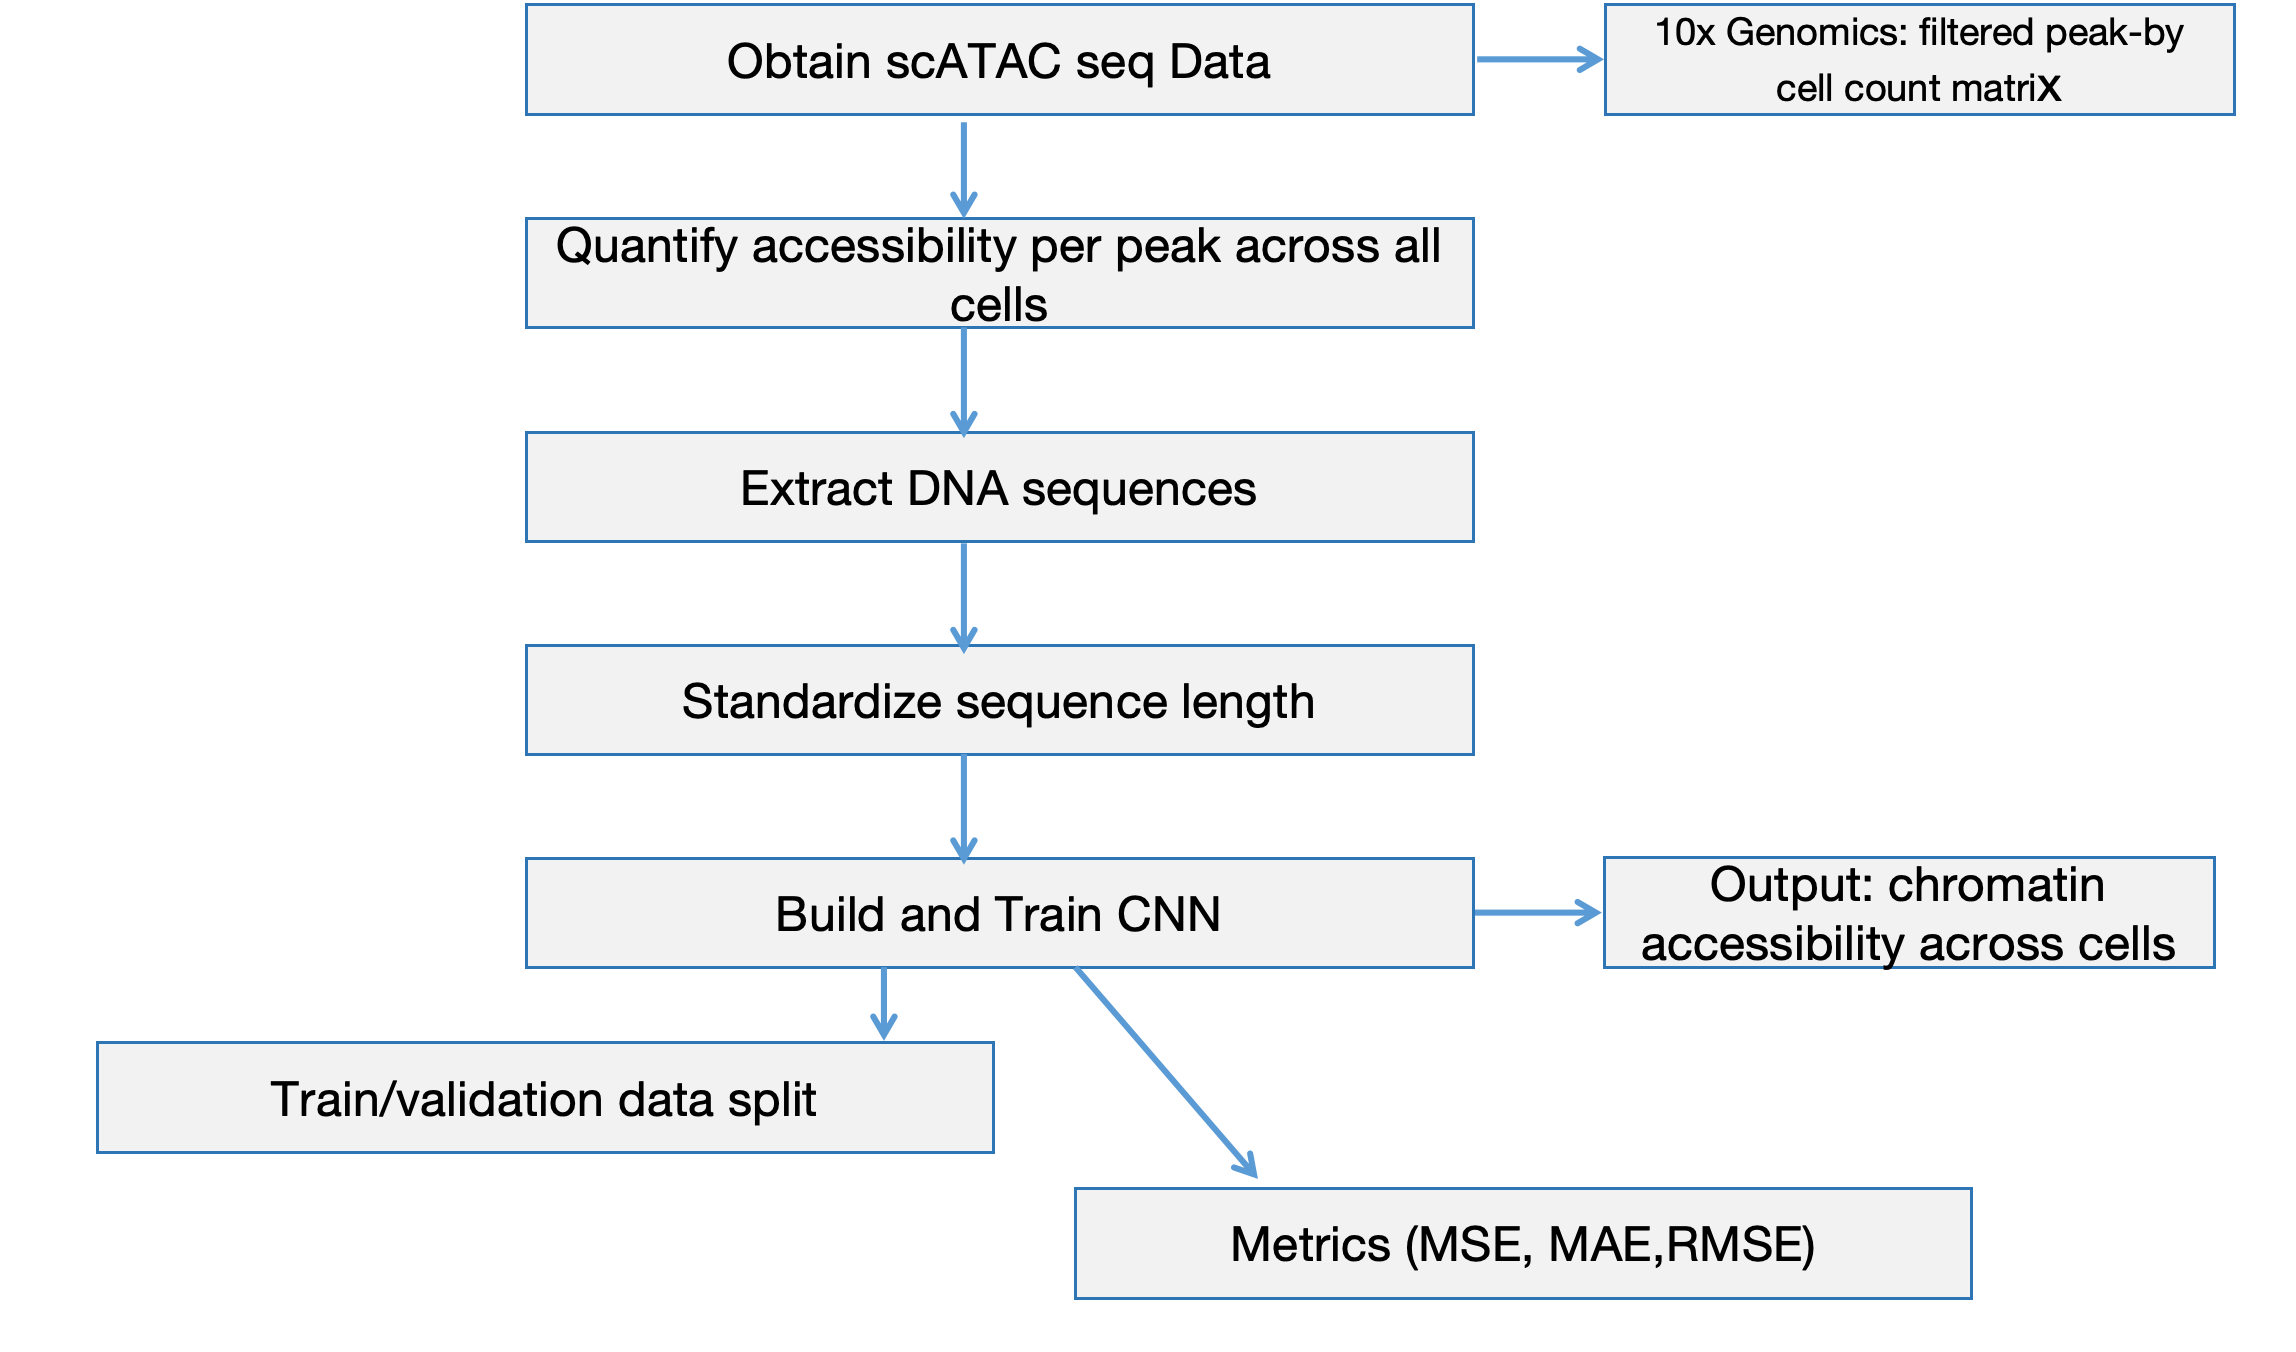 Obtain scATAC seq Data
10x Genomics: filtered peak-by
cell count matrix
Quantify accessibility per peak across all
cells
Extract DNA sequences
Standardize sequence length
Build and Train CNN
Output: chromatin
accessibility across cells
Train/validation data split
Metrics (MSE, MAE,RMSE)